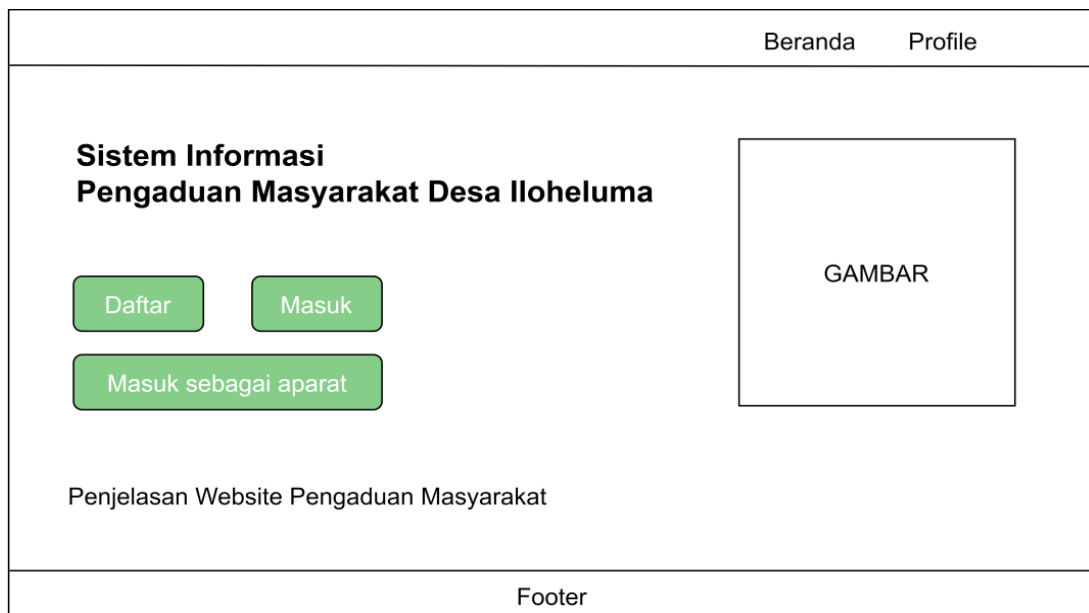 Beranda Profile
Sistem Informasi
Pengaduan Masyarakat Desa Iloheluma
GAMBAR
Daftar Masuk
Masuk sebagai aparat
Penjelasan Website Pengaduan Masyarakat
Footer